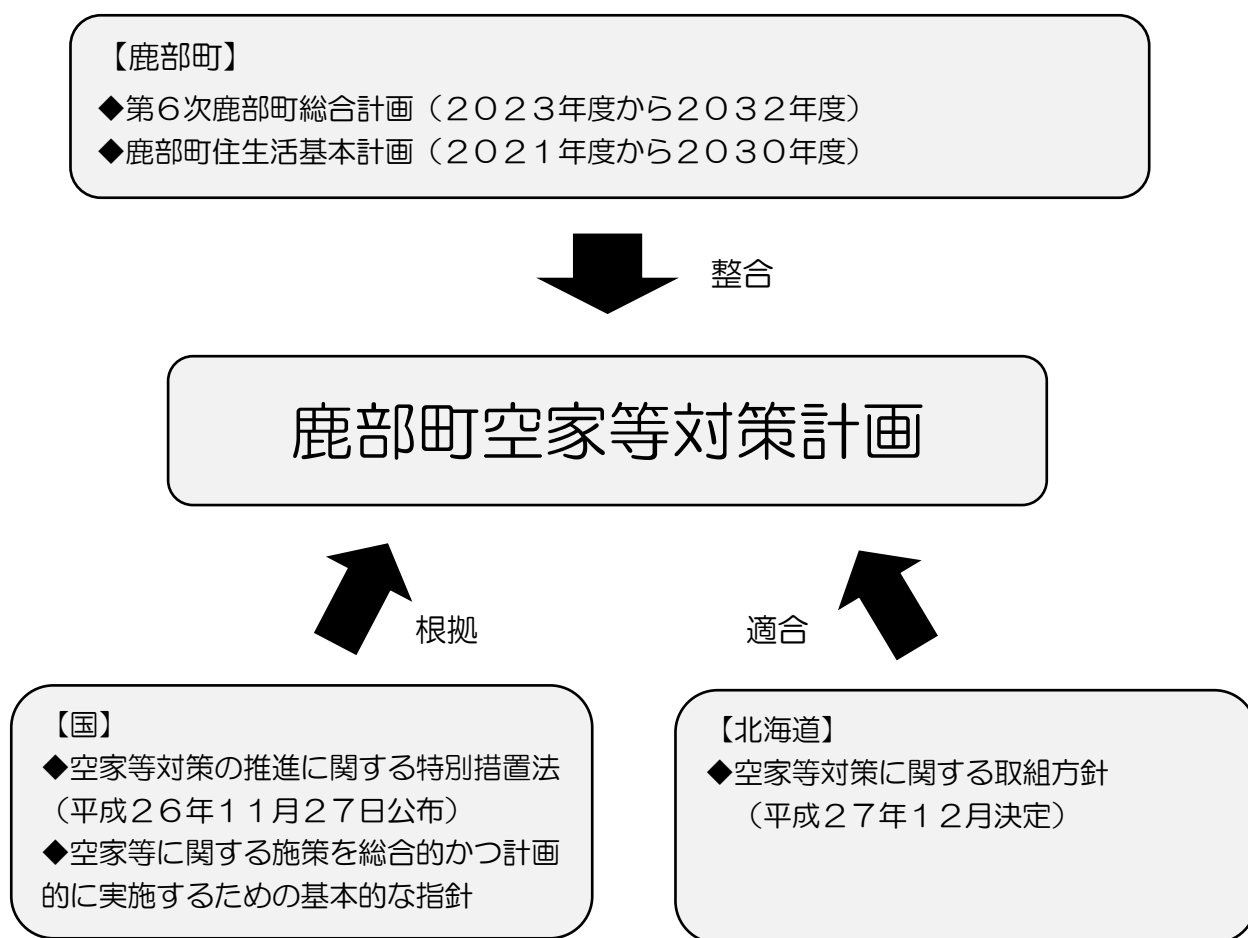 【鹿部町】
◆第６次鹿部町総合計画（２０２３年度から２０３２年度）
◆鹿部町住生活基本計画（２０２１年度から２０３０年度）
整合
鹿部町空家等対策計画
根拠
適合
【国】
◆空家等対策の推進に関する特別措置法
（平成２６年１１月２７日公布）
◆空家等に関する施策を総合的かつ計画
的に実施するための基本的な指針
【北海道】
◆空家等対策に関する取組方針
（平成２７年１２月決定）